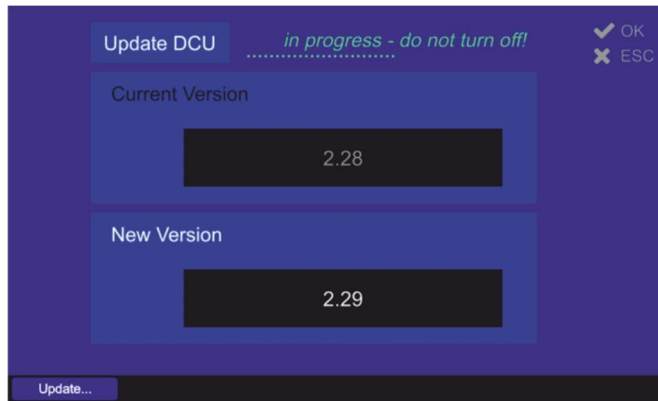 Update DCU
in progress - do not turn off!
OK
ESC
Current Version
2.28
New Version
2.29
Update...